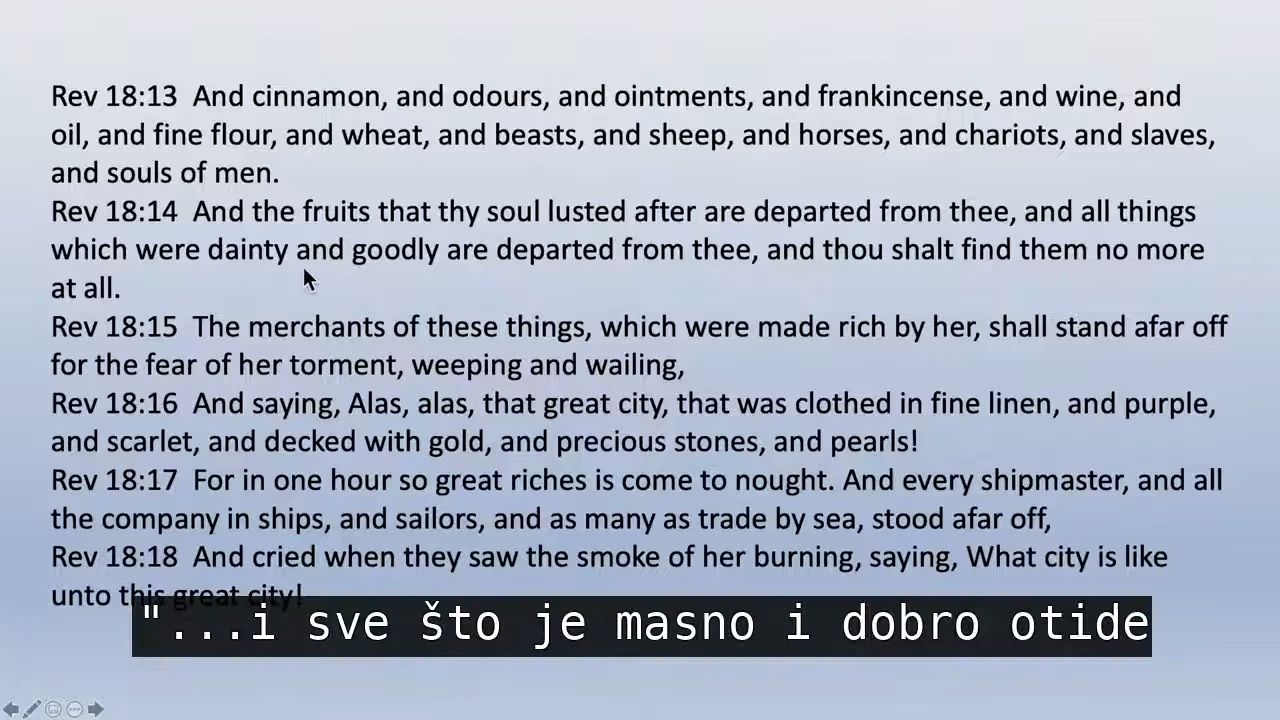 Rev 18:13  And cinnamon, and odours, and ointments, and frankincense, and wine, and
oil, and fine flour, and wheat, and beasts, and sheep, and horses, and chariots, and slaves,
and souls of men.
Rev 18:14  And the fruits that thy soul lusted after are departed from thee, and all things
which were dainty and goodly are departed from thee, and thou shalt find them no more
at all.
Rev 18:15  The merchants of these things, which were made rich by her, shall stand afar off
for the fear of her torment, weeping and wailing,
Rev 18:16  And saying, Alas, alas, that great city, that was clothed in fine linen, and purple,
and scarlet, and decked with gold, and precious stones, and pearls!
Rev 18:17  For in one hour so great riches is come to nought. And every shipmaster, and all
the company in ships, and sailors, and as many as trade by sea, stood afar off,
Rev 18:18  And cried when they saw the smoke of her burning, saying, What city is like
unto this great city!
"...i sve što je masno i dobro otide